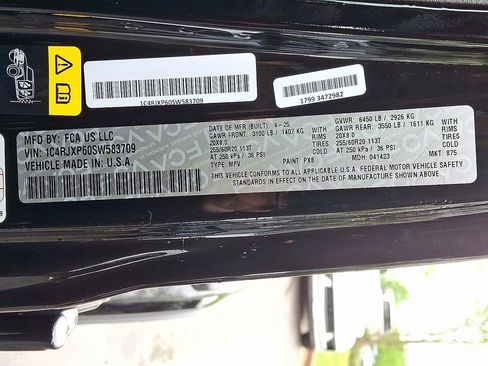 1C4RJXP60SW583709
1799 3472982
MFD BY: FCA US LLC
VIN: 1C4RJXP60SW583709
VEHICLE MADE IN: U.S.A.
DATE OF MFR (BUILT): 4-25 GVWR: 6450 LB / 2926 KG
GAWR FRONT: 3100 LB / 1407 KG RIMS GAWR REAR: 3550 LB / 1611 KG RIMS
20X8.0 20X8.0
TIRES TIRES
255/60R20 113T 255/60R20 113T
COLD COLD
AT 250 kPa / 36 PSI AT 250 kPa / 36 PSI
TYPE: MPV PAINT: PX8 MDH: 041423 MKT: 875
THIS VEHICLE CONFORMS TO ALL APPLICABLE U.S.A. FEDERAL MOTOR VEHICLE SAFETY STANDARDS IN EFFECT ON THE DATE OF MANUFACTURE SHOWN ABOVE.